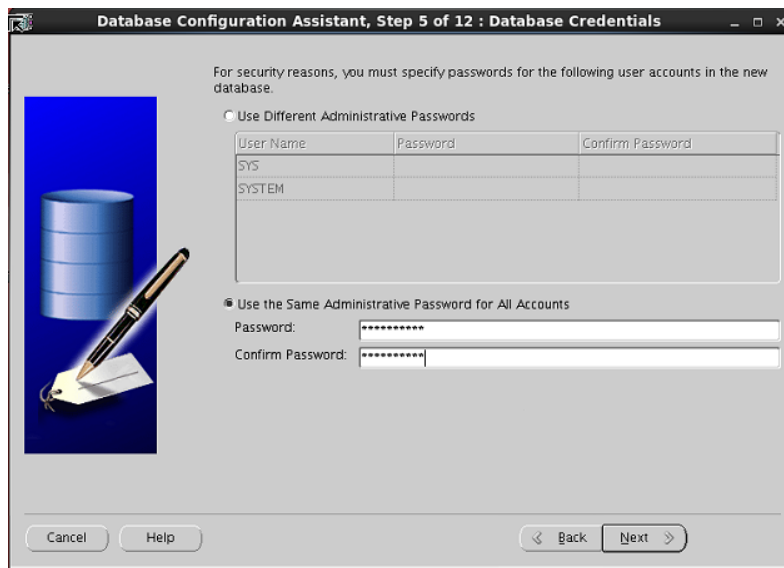 Database Configuration Assistant, Step 5 of 12 : Database Credentials
For security reasons, you must specify passwords for the following user accounts in the new
database.
Use Different Administrative Passwords
User Name Password Confirm Password
SYS
SYSTEM
Use the Same Administrative Password for All Accounts
Password: **********
Confirm Password: **********
Cancel Help Back Next